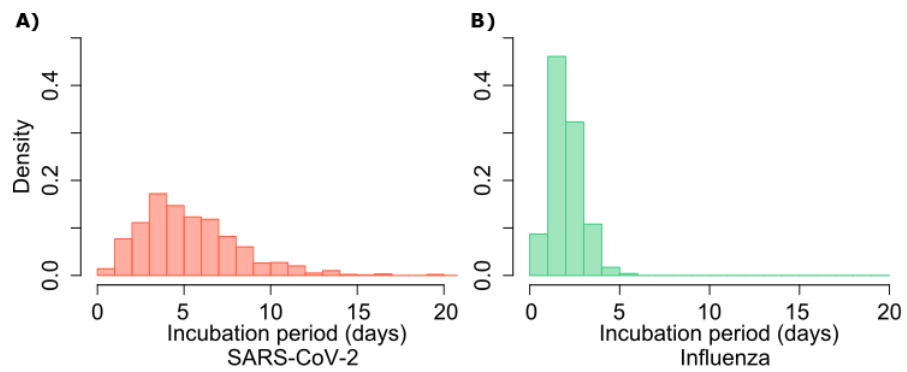 A)
Density
0.0
0.2
0.4
0 5 10 15 20
Incubation period (days)
SARS-CoV-2
B)
0.0
0.2
0.4
0 5 10 15 20
Incubation period (days)
Influenza